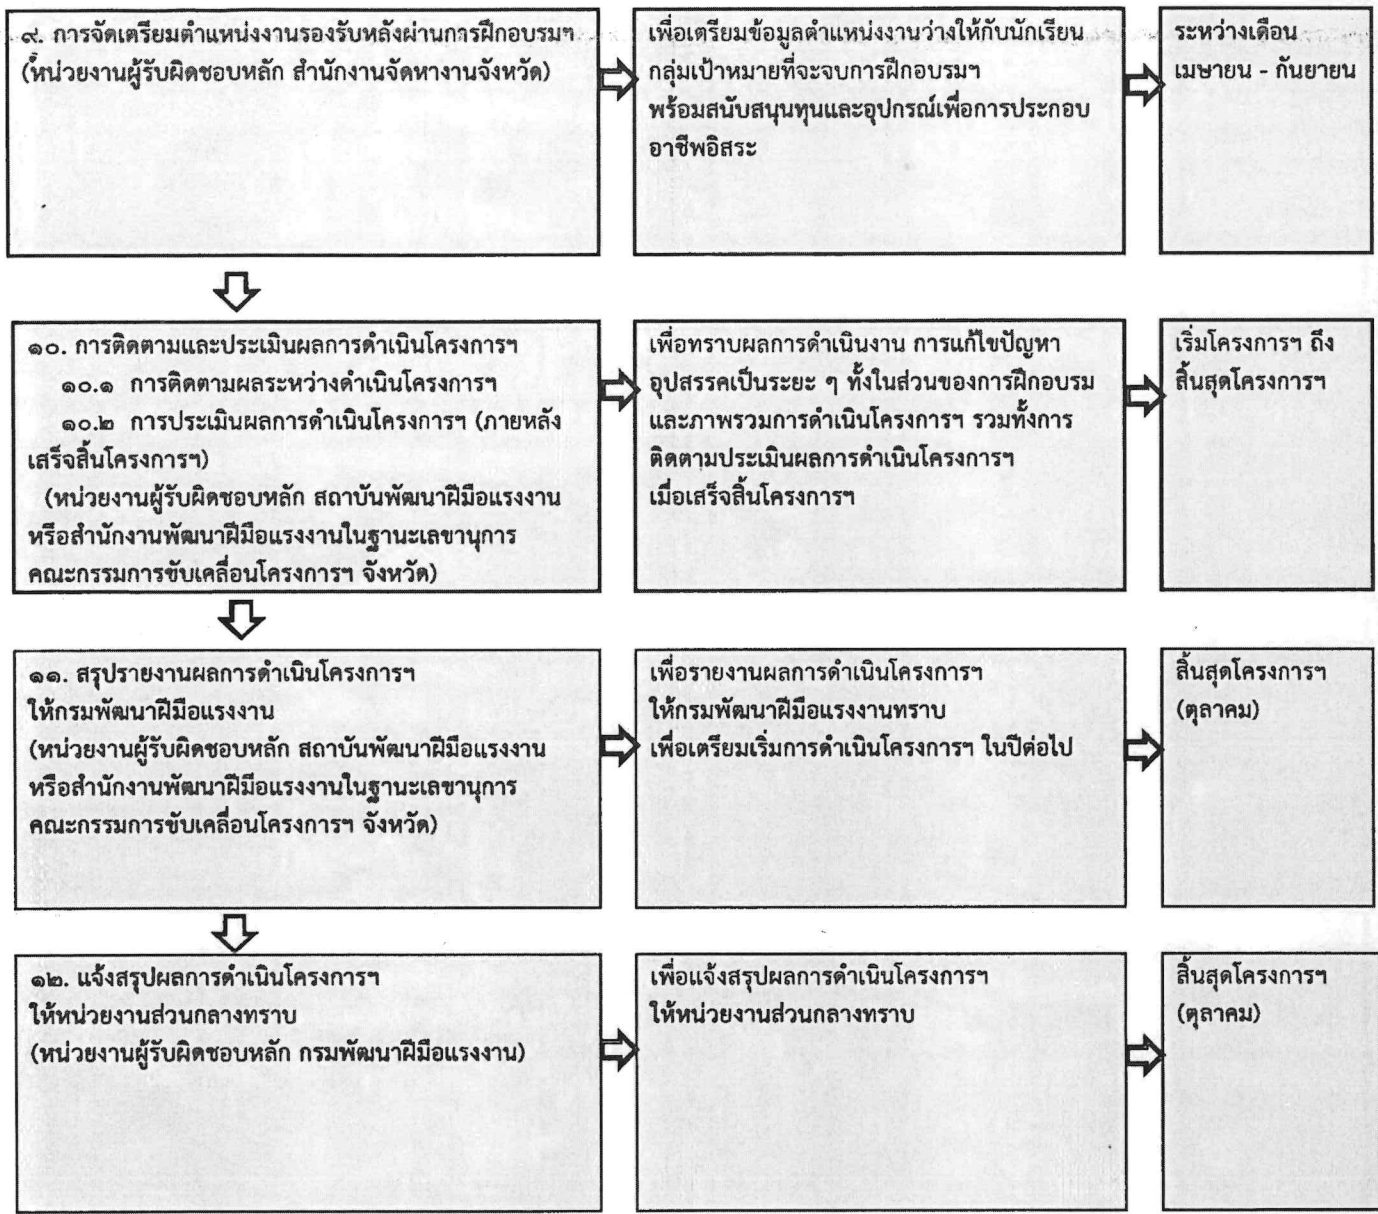 ๙. การจัดเตรียมตำแหน่งงานรองรับหลังผ่านการฝึกอบรมฯ
(หน่วยงานผู้รับผิดชอบหลัก สำนักงานจัดหางานจังหวัด)
เพื่อเตรียมข้อมูลตำแหน่งงานว่างให้กับนักเรียน
กลุ่มเป้าหมายที่จะจบการฝึกอบรมฯ
พร้อมสนับสนุนทุนและอุปกรณ์เพื่อการประกอบ
อาชีพอิสระ
ระหว่างเดือน
เมษายน - กันยายน
๑๐. การติดตามและประเมินผลการดำเนินโครงการฯ
๑๐.๑ การติดตามผลระหว่างดำเนินโครงการฯ
๑๐.๒ การประเมินผลการดำเนินโครงการฯ (ภายหลัง
เสร็จสิ้นโครงการฯ)
(หน่วยงานผู้รับผิดชอบหลัก สถาบันพัฒนาฝีมือแรงงาน
หรือสำนักงานพัฒนาฝีมือแรงงานในฐานะเลขานุการ
คณะกรรมการขับเคลื่อนโครงการฯ จังหวัด)
เพื่อทราบผลการดำเนินงาน การแก้ไขปัญหา
อุปสรรคเป็นระยะ ๆ ทั้งในส่วนของการฝึกอบรม
และภาพรวมการดำเนินโครงการฯ รวมทั้งการ
ติดตามประเมินผลการดำเนินโครงการฯ
เมื่อเสร็จสิ้นโครงการฯ
เริ่มโครงการฯ ถึง
สิ้นสุดโครงการฯ
๑๑. สรุปรายงานผลการดำเนินโครงการฯ
ให้กรมพัฒนาฝีมือแรงงาน
(หน่วยงานผู้รับผิดชอบหลัก สถาบันพัฒนาฝีมือแรงงาน
หรือสำนักงานพัฒนาฝีมือแรงงานในฐานะเลขานุการ
คณะกรรมการขับเคลื่อนโครงการฯ จังหวัด)
เพื่อรายงานผลการดำเนินโครงการฯ
ให้กรมพัฒนาฝีมือแรงงานทราบ
เพื่อเตรียมเริ่มการดำเนินโครงการฯ ในปีต่อไป
สิ้นสุดโครงการฯ
(ตุลาคม)
๑๒. แจ้งสรุปผลการดำเนินโครงการฯ
ให้หน่วยงานส่วนกลางทราบ
(หน่วยงานผู้รับผิดชอบหลัก กรมพัฒนาฝีมือแรงงาน)
เพื่อแจ้งสรุปผลการดำเนินโครงการฯ
ให้หน่วยงานส่วนกลางทราบ
สิ้นสุดโครงการฯ
(ตุลาคม)